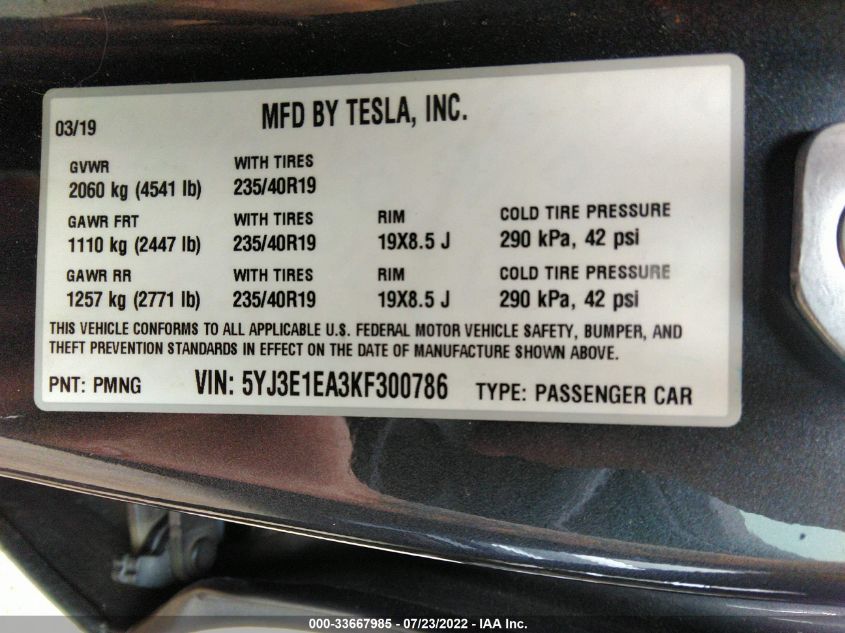 03/19
MFD BY TESLA, INC.
GVWR WITH TIRES
2060 kg (4541 lb) 235/40R19
GAWR FRT WITH TIRES RIM COLD TIRE PRESSURE
1110 kg (2447 lb) 235/40R19 19X8.5 J 290 kPa, 42 psi
GAWR RR WITH TIRES RIM COLD TIRE PRESSURE
1257 kg (2771 lb) 235/40R19 19X8.5 J 290 kPa, 42 psi
THIS VEHICLE CONFORMS TO ALL APPLICABLE U.S. FEDERAL MOTOR VEHICLE SAFETY, BUMPER, AND
THEFT PREVENTION STANDARDS IN EFFECT ON THE DATE OF MANUFACTURE SHOWN ABOVE.
PNT: PMNG VIN: 5YJ3E1EA3KF300786 TYPE: PASSENGER CAR
000-33667985 - 07/23/2022 - IAA Inc.